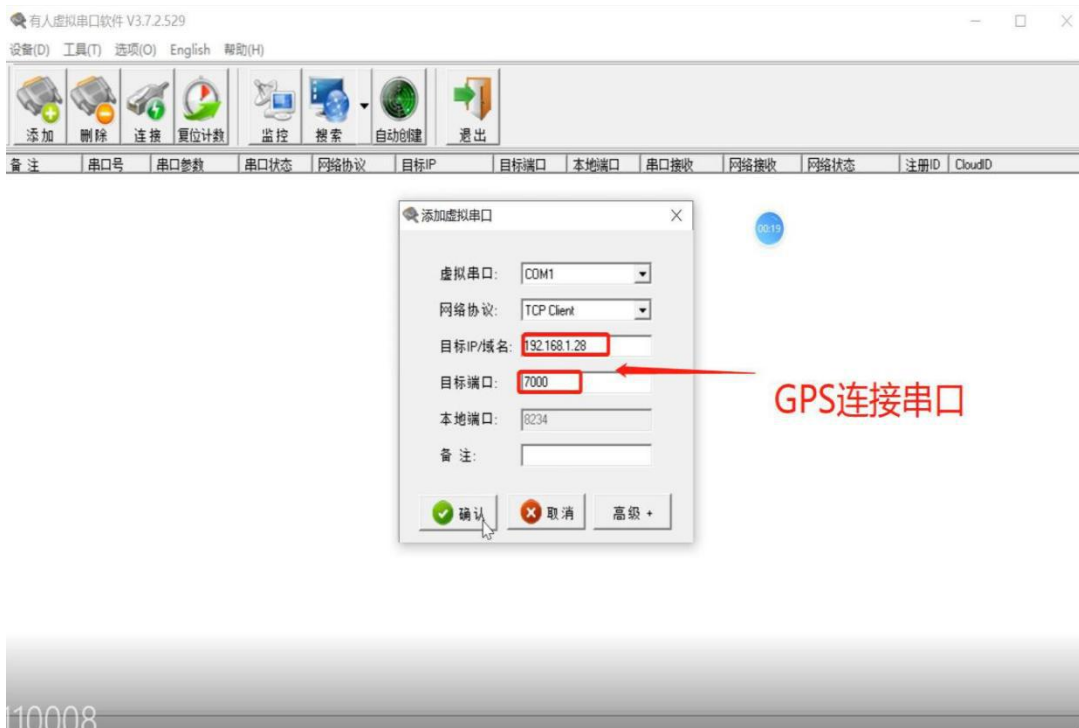 有人虚拟串口软件 V3.7.2.529
设备(D) 工具(T) 选项(O) English 帮助(H)
添加 删除 连接 复位计数 监控 搜索 自动创建 退出
备 注 串口号 串口参数 串口状态 网络协议 目标IP 目标端口 本地端口 串口接收 网络接收 网络状态 注册ID CloudID
添加虚拟串口
00:19
虚拟串口: COM1
网络协议: TCP Client
目标IP/域名: 192.168.1.28
目标端口: 7000
GPS连接串口
本地端口: 8234
备 注:
确认 取消 高级 +
110008